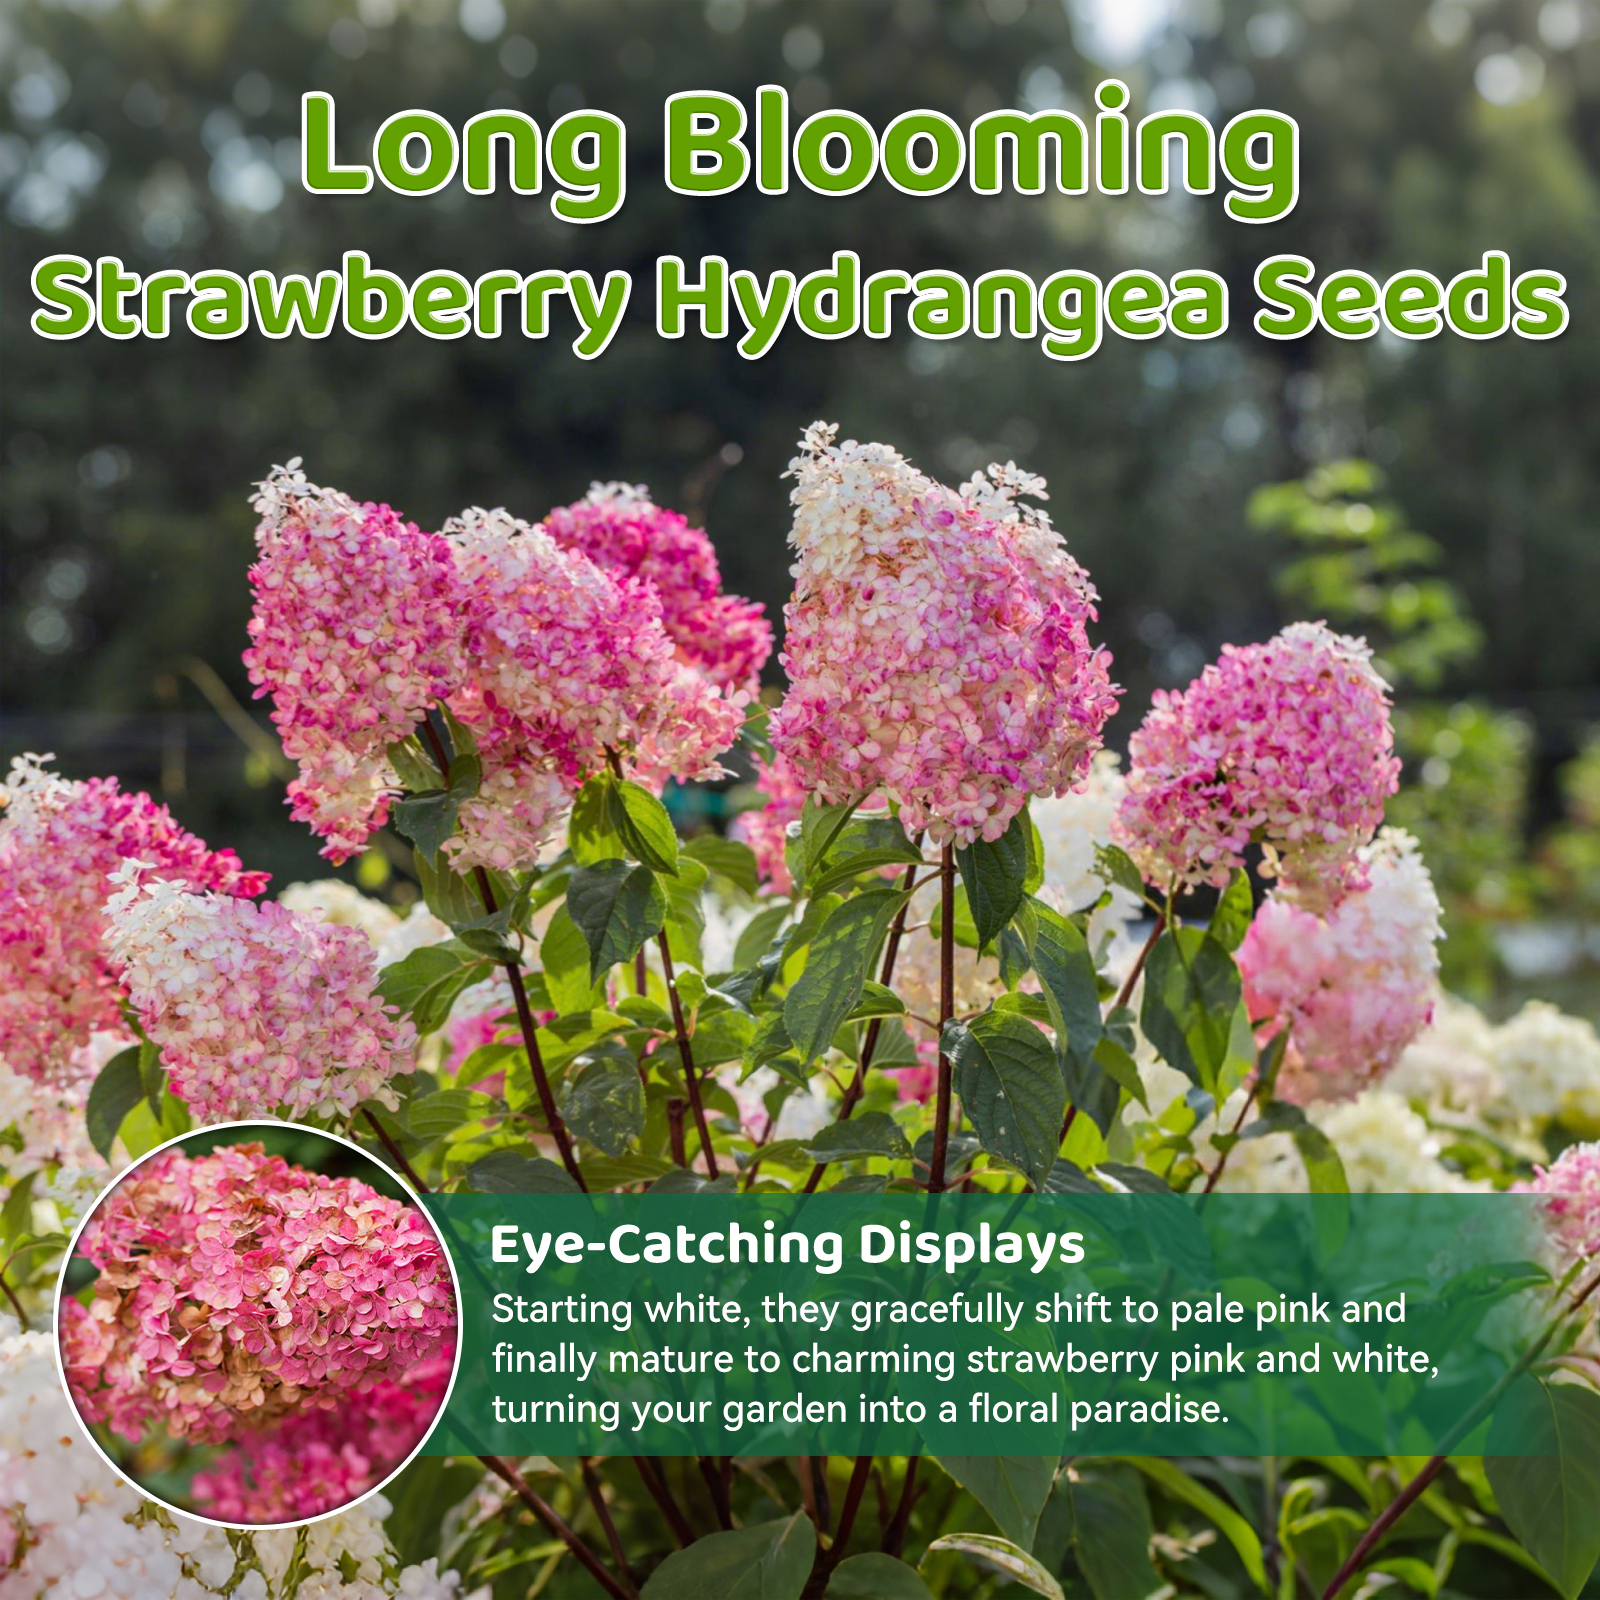 Long Blooming
Strawberry Hydrangea Seeds
Eye-Catching Displays
Starting white, they gracefully shift to pale pink and
finally mature to charming strawberry pink and white,
turning your garden into a floral paradise.